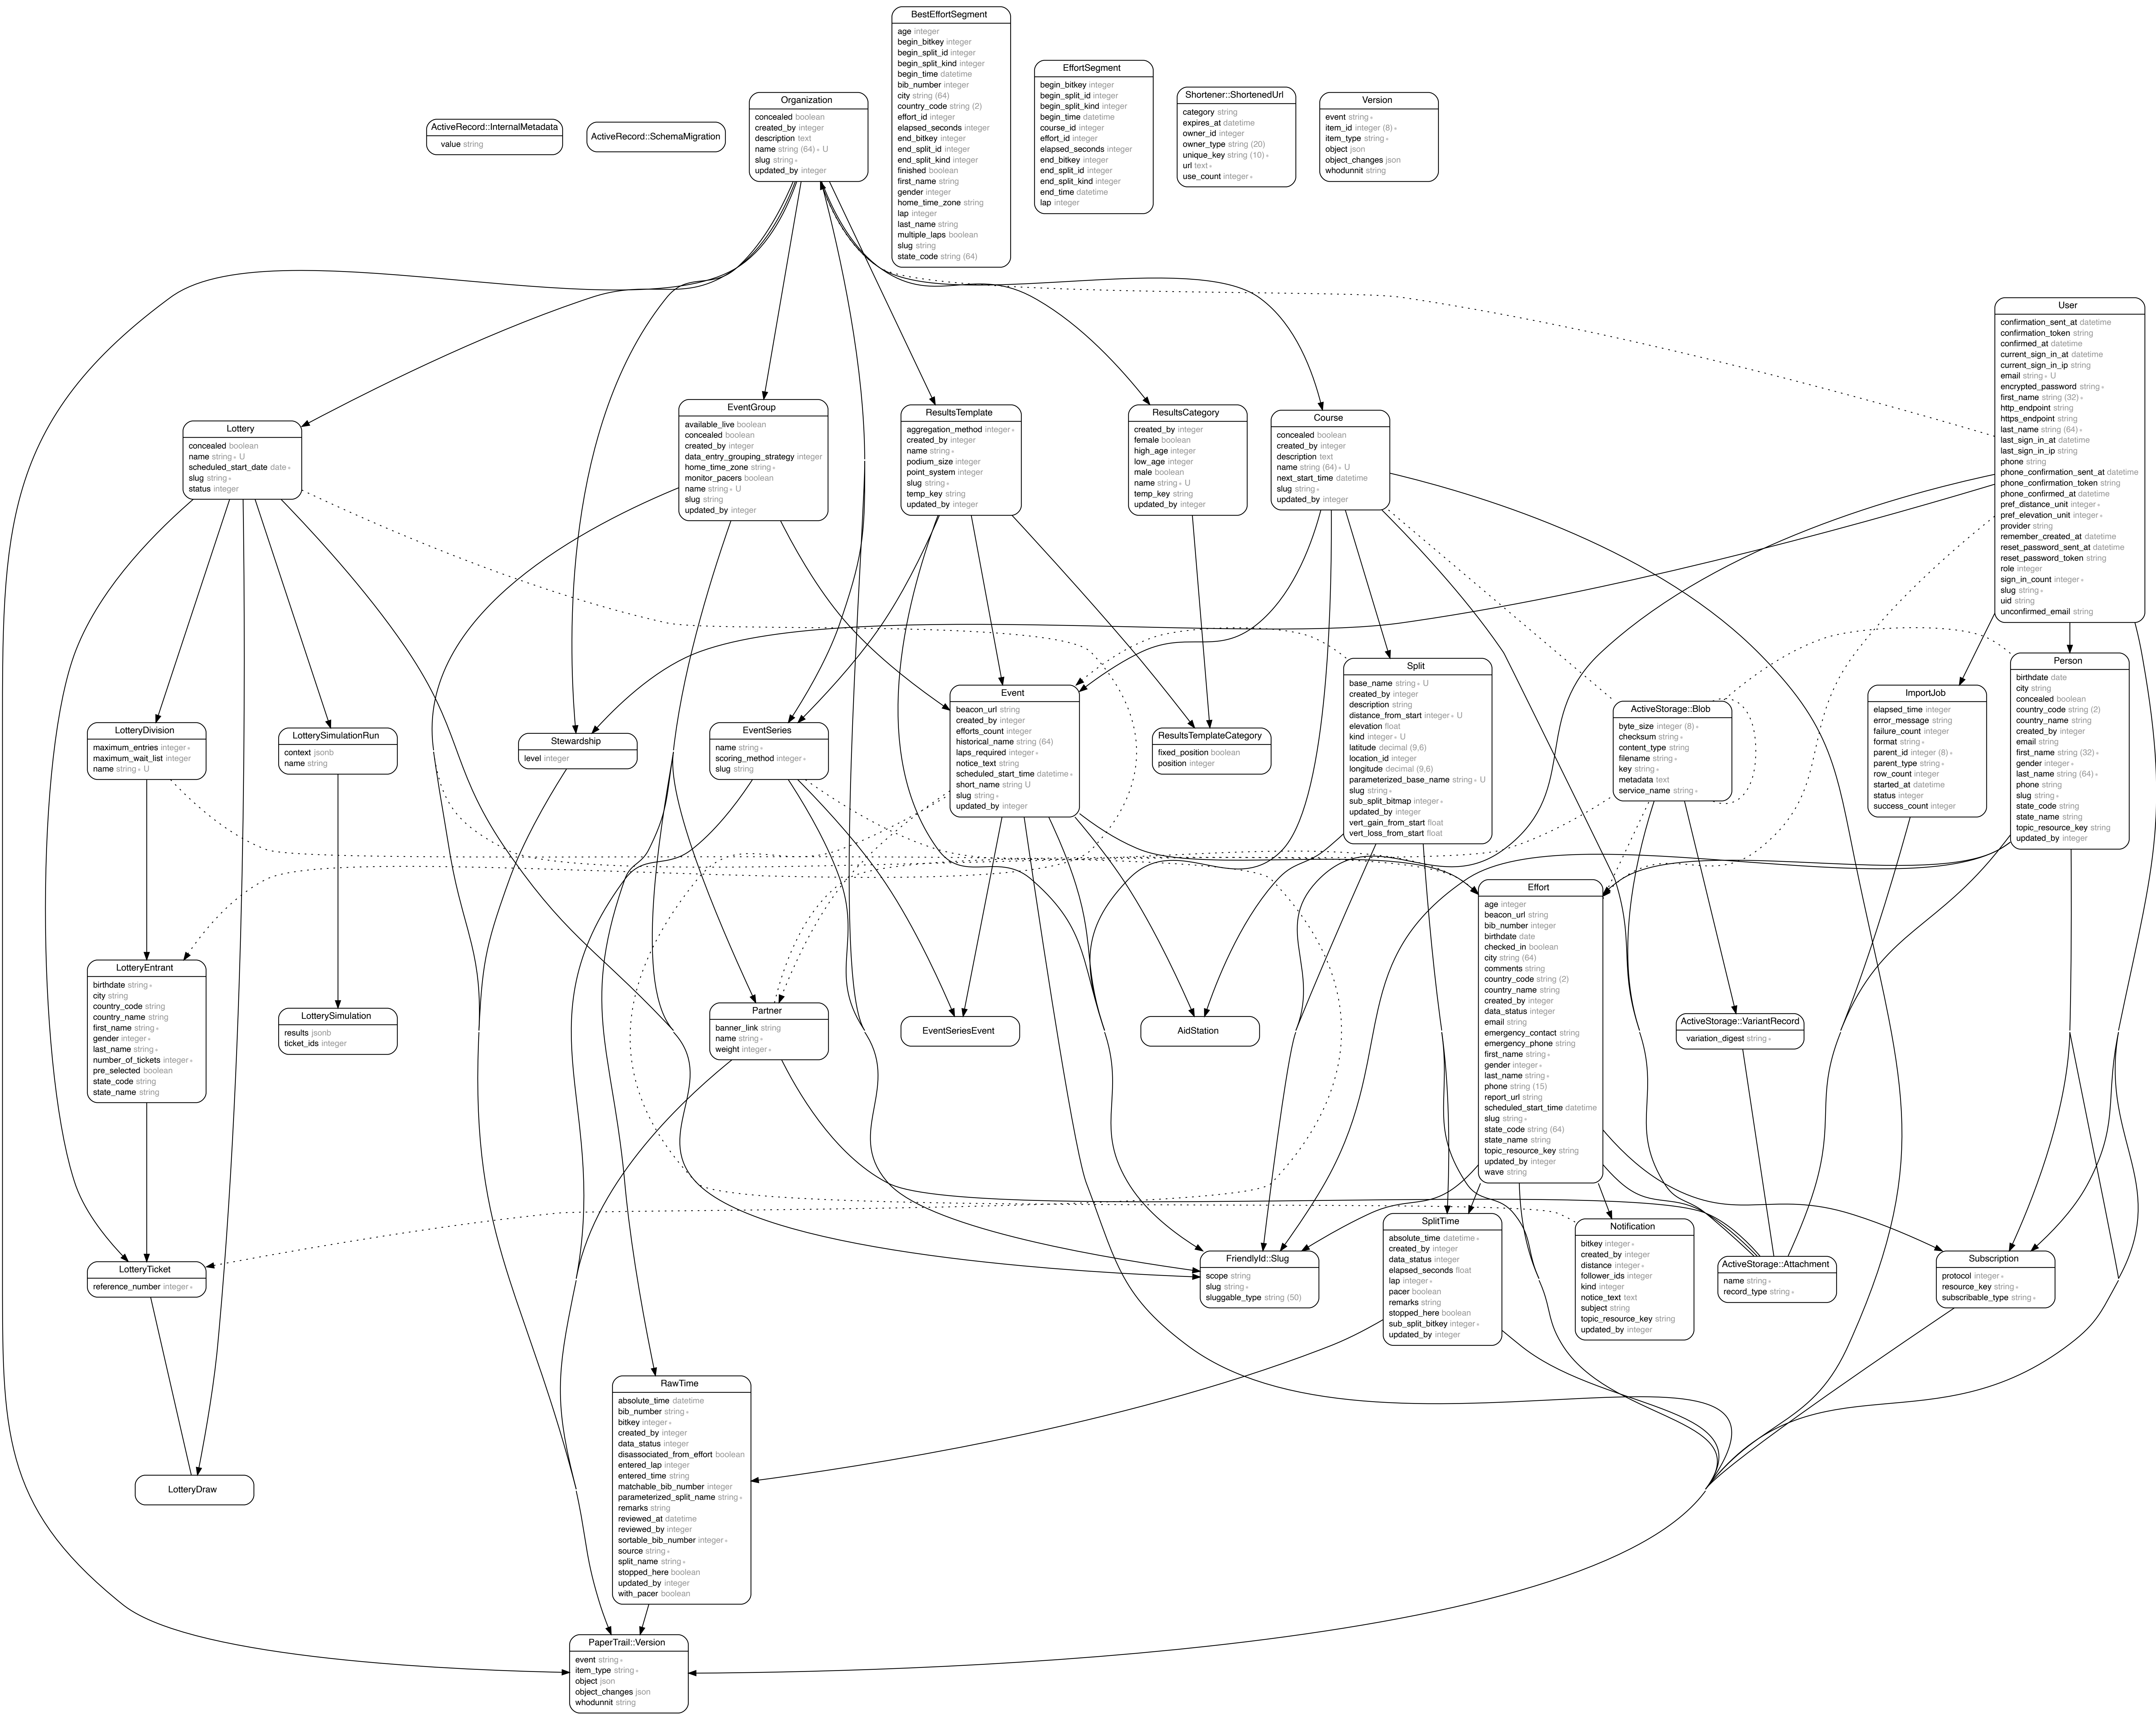 BestEffortSegment
age integer
begin_bitkey integer
begin_split_id integer
begin_split_kind integer
begin_time datetime
bib_number integer
city string (64)
country_code string (2)
effort_id integer
elapsed_seconds integer
end_bitkey integer
end_split_id integer
end_split_kind integer
finished boolean
first_name string
gender integer
home_time_zone string
lap integer
last_name string
multiple_laps boolean
slug string
state_code string (64)
EffortSegment
begin_bitkey integer
begin_split_id integer
begin_split_kind integer
begin_time datetime
course_id integer
effort_id integer
elapsed_seconds integer
end_bitkey integer
end_split_id integer
end_split_kind integer
end_time datetime
lap integer
Shortener::ShortenedUrl
category string
expires_at datetime
owner_id integer
owner_type string (20)
unique_key string (10) ∗
url text ∗
use_count integer ∗
Version
event string ∗
item_id integer (8) ∗
item_type string ∗
object json
object_changes json
whodunnit string
Organization
concealed boolean
created_by integer
description text
name string (64) ∗ U
slug string ∗
updated_by integer
ActiveRecord::InternalMetadata
value string
ActiveRecord::SchemaMigration
User
confirmation_sent_at datetime
confirmation_token string
confirmed_at datetime
current_sign_in_at datetime
current_sign_in_ip string
email string ∗ U
encrypted_password string ∗
first_name string (32) ∗
http_endpoint string
https_endpoint string
last_name string (64) ∗
last_sign_in_at datetime
last_sign_in_ip string
phone string
phone_confirmation_sent_at datetime
phone_confirmation_token string
phone_confirmed_at datetime
pref_distance_unit integer ∗
pref_elevation_unit integer ∗
provider string
remember_created_at datetime
reset_password_sent_at datetime
reset_password_token string
role integer
sign_in_count integer ∗
slug string ∗
uid string
unconfirmed_email string
Lottery
concealed boolean
name string ∗ U
scheduled_start_date date ∗
slug string ∗
status integer
EventGroup
available_live boolean
concealed boolean
created_by integer
data_entry_grouping_strategy integer
home_time_zone string ∗
monitor_pacers boolean
name string ∗ U
slug string
updated_by integer
ResultsTemplate
aggregation_method integer ∗
created_by integer
name string ∗
podium_size integer
point_system integer
slug string ∗
temp_key string
updated_by integer
ResultsCategory
created_by integer
female boolean
high_age integer
low_age integer
male boolean
name string ∗ U
temp_key string
updated_by integer
Course
concealed boolean
created_by integer
description text
name string (64) ∗ U
next_start_time datetime
slug string ∗
updated_by integer
LotteryDivision
maximum_entries integer ∗
maximum_wait_list integer
name string ∗ U
LotterySimulationRun
context jsonb
name string
Stewardship
level integer
EventSeries
name string ∗
scoring_method integer ∗
slug string
Event
beacon_url string
created_by integer
efforts_count integer
historical_name string (64)
laps_required integer ∗
notice_text string
scheduled_start_time datetime ∗
short_name string U
slug string ∗
updated_by integer
ResultsTemplateCategory
fixed_position boolean
position integer
Split
base_name string ∗ U
created_by integer
description string
distance_from_start integer ∗ U
elevation float
kind integer ∗ U
latitude decimal (9,6)
location_id integer
longitude decimal (9,6)
parameterized_base_name string ∗ U
slug string ∗
sub_split_bitmap integer ∗
updated_by integer
vert_gain_from_start float
vert_loss_from_start float
ActiveStorage::Blob
byte_size integer (8) ∗
checksum string ∗
content_type string
filename string ∗
key string ∗
metadata text
service_name string ∗
ImportJob
elapsed_time integer
error_message string
failure_count integer
format string ∗
parent_id integer (8) ∗
parent_type string ∗
row_count integer
started_at datetime
status integer
success_count integer
Person
birthdate date
city string
concealed boolean
country_code string (2)
country_name string
created_by integer
email string
first_name string (32) ∗
gender integer ∗
last_name string (64) ∗
phone string
slug string ∗
state_code string
state_name string
topic_resource_key string
updated_by integer
LotteryEntrant
birthdate string ∗
city string
country_code string
country_name string
first_name string ∗
gender integer ∗
last_name string ∗
number_of_tickets integer ∗
pre_selected boolean
state_code string
state_name string
LotterySimulation
results jsonb
ticket_ids integer
Partner
banner_link string
name string ∗
weight integer ∗
EventSeriesEvent
AidStation
Effort
age integer
beacon_url string
bib_number integer
birthdate date
checked_in boolean
city string (64)
comments string
country_code string (2)
country_name string
created_by integer
data_status integer
email string
emergency_contact string
emergency_phone string
first_name string ∗
gender integer ∗
last_name string ∗
phone string (15)
report_url string
scheduled_start_time datetime
slug string ∗
state_code string (64)
state_name string
topic_resource_key string
updated_by integer
wave string
ActiveStorage::VariantRecord
variation_digest string ∗
LotteryTicket
reference_number integer ∗
FriendlyId::Slug
scope string
slug string ∗
sluggable_type string (50)
SplitTime
absolute_time datetime ∗
created_by integer
data_status integer
elapsed_seconds float
lap integer ∗
pacer boolean
remarks string
stopped_here boolean
sub_split_bitkey integer ∗
updated_by integer
Notification
bitkey integer ∗
created_by integer
distance integer ∗
follower_ids integer
kind integer
notice_text text
subject string
topic_resource_key string
updated_by integer
ActiveStorage::Attachment
name string ∗
record_type string ∗
Subscription
protocol integer ∗
resource_key string ∗
subscribable_type string ∗
RawTime
absolute_time datetime
bib_number string ∗
bitkey integer ∗
created_by integer
data_status integer
disassociated_from_effort boolean
entered_lap integer
entered_time string
matchable_bib_number integer
parameterized_split_name string ∗
remarks string
reviewed_at datetime
reviewed_by integer
sortable_bib_number integer ∗
source string ∗
split_name string ∗
stopped_here boolean
updated_by integer
with_pacer boolean
LotteryDraw
PaperTrail::Version
event string ∗
item_type string ∗
object json
object_changes json
whodunnit string